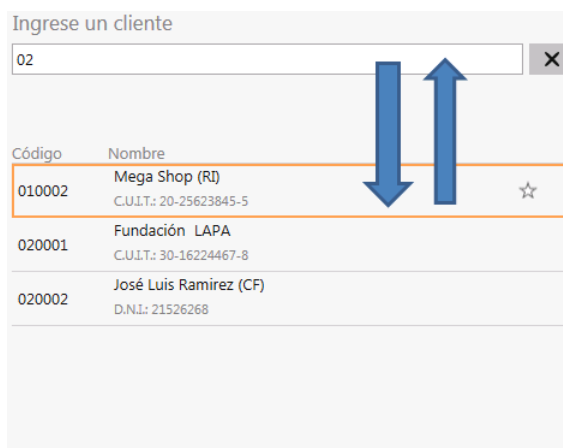 Ingrese un cliente
02
Código Nombre
010002 Mega Shop (RI)
C.U.I.T.: 20-25623845-5
020001 Fundación LAPA
C.U.I.T.: 30-16224467-8
020002 José Luis Ramirez (CF)
D.N.I.: 21526268